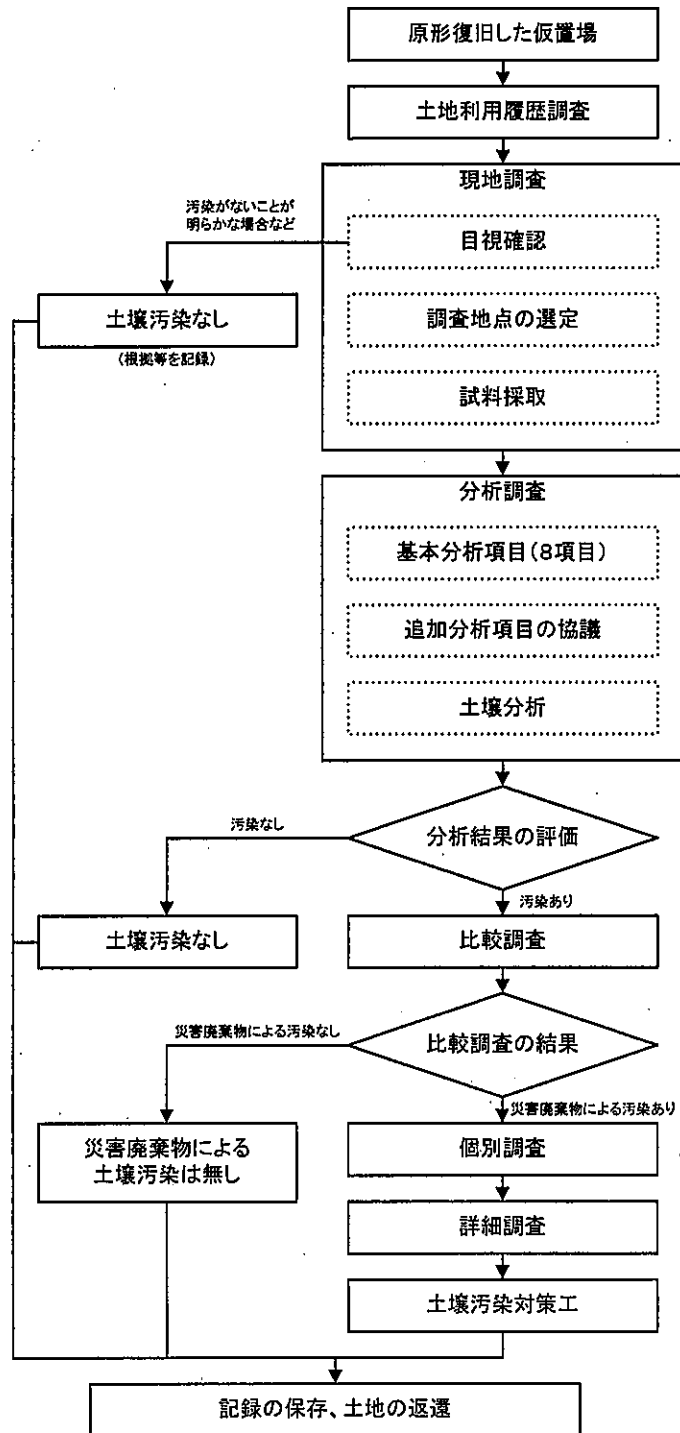 原形復旧した仮置場
土地利用履歴調査
現地調査
汚染がないことが
明らかな場合など
目視確認
土壌汚染なし
(根拠等を記録)
調査地点の選定
試料採取
分析調査
基本分析項目(8項目)
追加分析項目の協議
土壌分析
分析結果の評価
汚染なし
汚染あり
土壌汚染なし
比較調査
比較調査の結果
災害廃棄物による汚染なし
災害廃棄物による汚染あり
災害廃棄物による
土壌汚染は無し
個別調査
詳細調査
土壌汚染対策工
記録の保存、土地の返還